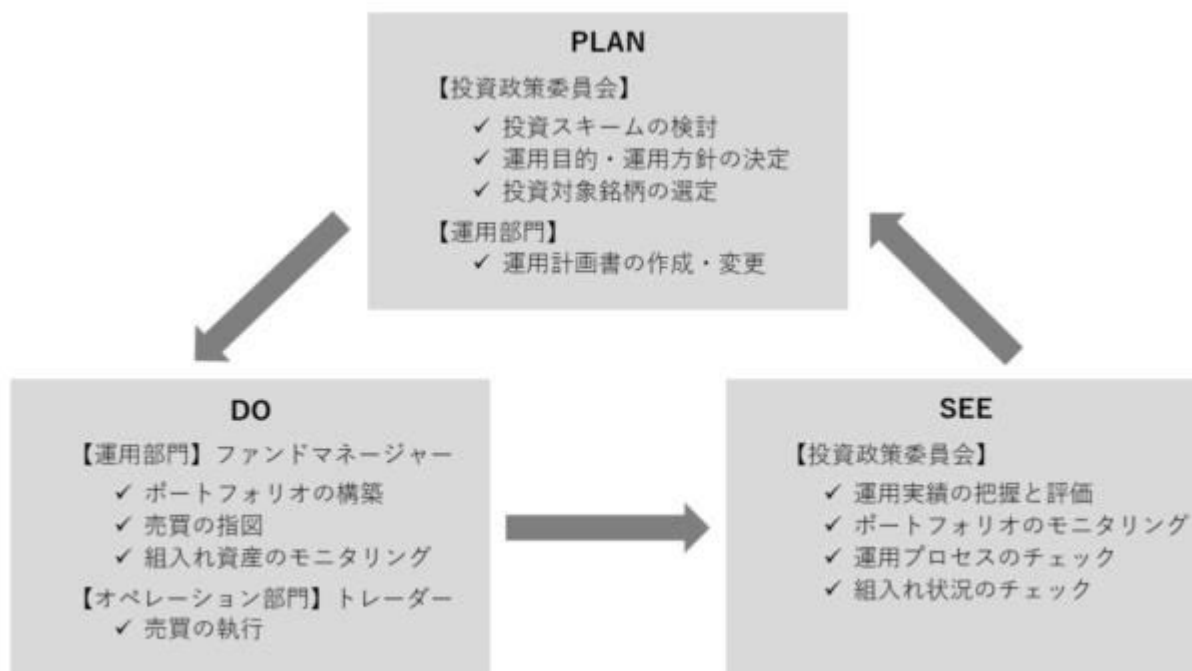 PLAN
【投資政策委員会】
✓ 投資スキームの検討
✓ 運用目的・運用方針の決定
✓ 投資対象銘柄の選定
【運用部門】
✓ 運用計画書の作成・変更
DO
【運用部門】ファンドマネージャー
✓ ポートフォリオの構築
✓ 売買の指図
✓ 組入れ資産のモニタリング
【オペレーション部門】トレーダー
✓ 売買の執行
SEE
【投資政策委員会】
✓ 運用実績の把握と評価
✓ ポートフォリオのモニタリング
✓ 運用プロセスのチェック
✓ 組入れ状況のチェック